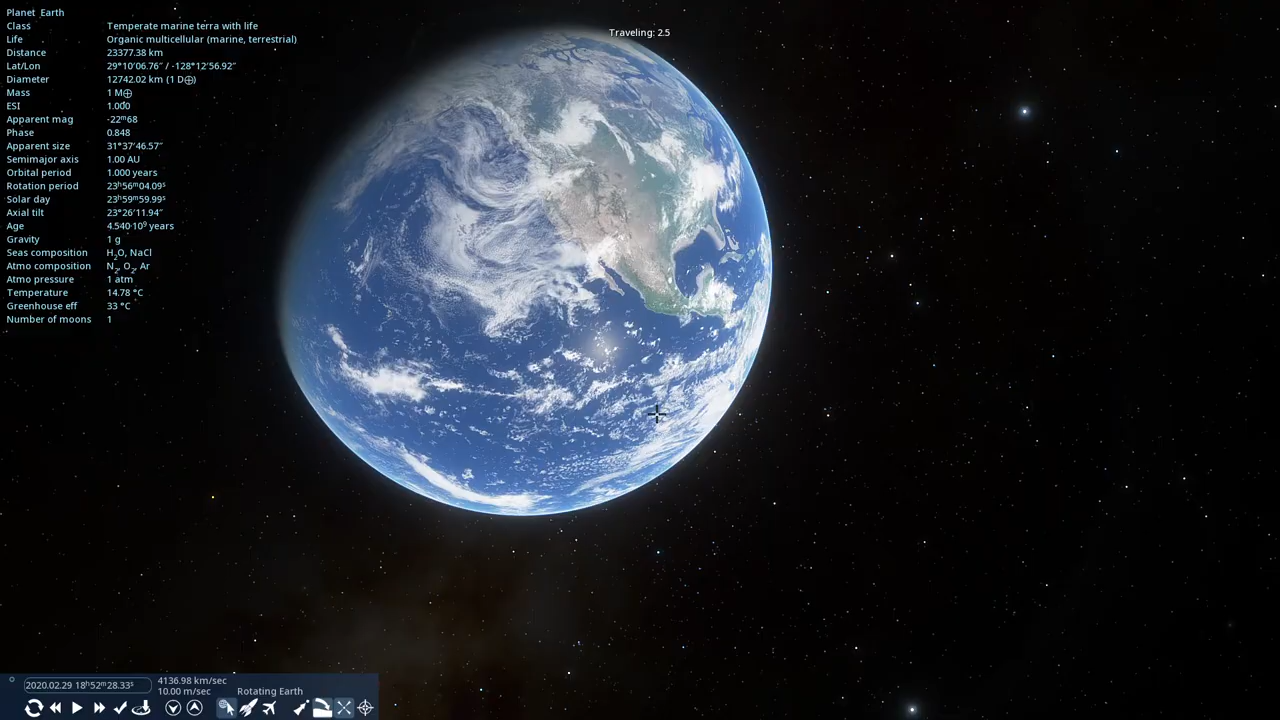 Planet Earth
Traveling: 2.5
Class Temperate marine terra with life
Life Organic multicellular (marine, terrestrial)
Distance 23377.38 km
Lat/Lon 29°10′06.76″ / -128°12′56.92″
Diameter 12742.02 km (1 D⊕)
Mass 1 M⊕
ESI 1.000
Apparent mag -22ᵐ68
Phase 0.848
Apparent size 31°37′46.57″
Semimajor axis 1.00 AU
Orbital period 1.000 years
Rotation period 23ʰ56ᵐ04.09ˢ
Solar day 23ʰ59ᵐ59.99ˢ
Axial tilt 23°26′11.94″
Age 4.540·10⁹ years
Gravity 1 g
Seas composition H₂O, NaCl
Atmo composition N₂, O₂, Ar
Atmo pressure 1 atm
Temperature 14.78 °C
Greenhouse eff 33 °C
Number of moons 1
2020.02.29 18ʰ52ᵐ28.33ˢ
4136.98 km/sec
10.00 m/sec
Rotating Earth